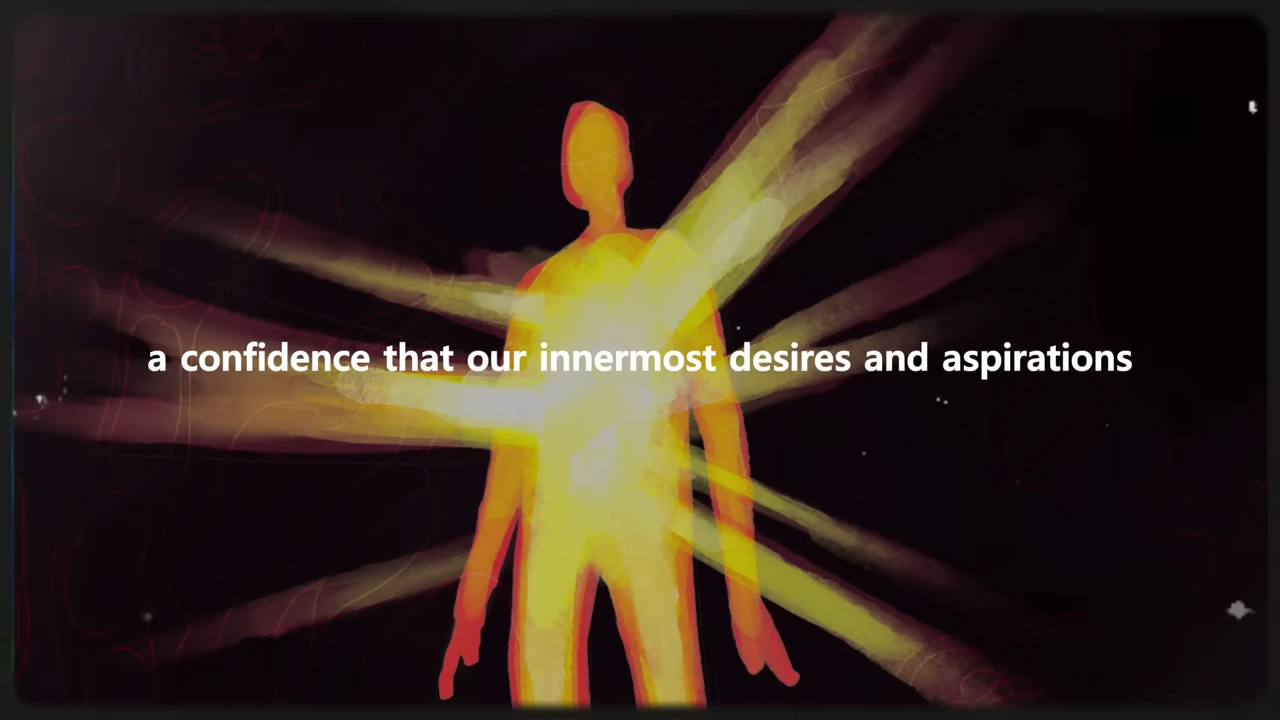 a confidence that our innermost desires and aspirations